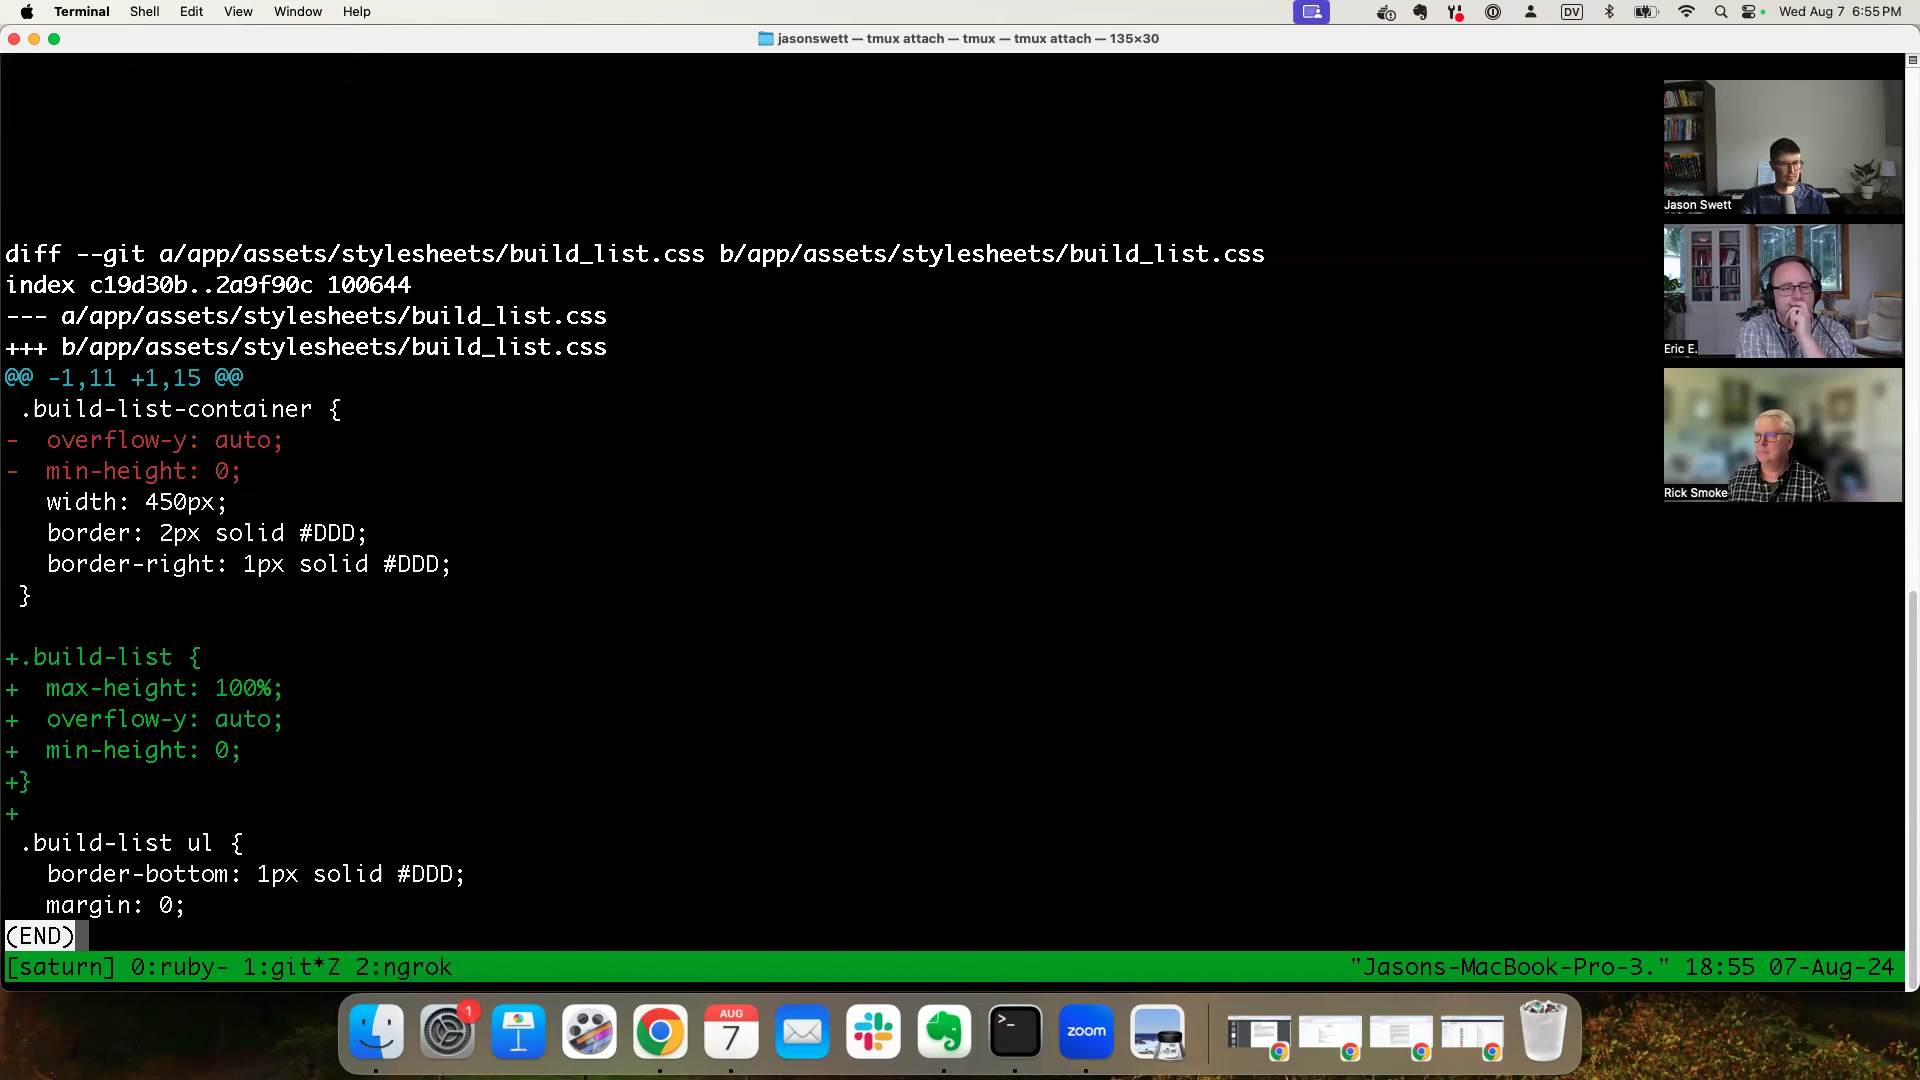 Terminal Shell Edit View Window Help
DV
Wed Aug 7 6:55 PM
jasonswett — tmux attach — tmux — tmux attach — 135×30
Jason Swett
Eric E.
Rick Smoke
diff --git a/app/assets/stylesheets/build_list.css b/app/assets/stylesheets/build_list.css
index c19d30b..2a9f90c 100644
--- a/app/assets/stylesheets/build_list.css
+++ b/app/assets/stylesheets/build_list.css
@@ -1,11 +1,15 @@
 .build-list-container {
-  overflow-y: auto;
-  min-height: 0;
   width: 450px;
   border: 2px solid #DDD;
   border-right: 1px solid #DDD;
 }
+.build-list {
+  max-height: 100%;
+  overflow-y: auto;
+  min-height: 0;
+}
+
 .build-list ul {
   border-bottom: 1px solid #DDD;
   margin: 0;
(END)
[saturn] 0:ruby- 1:git*Z 2:ngrok "Jasons-MacBook-Pro-3." 18:55 07-Aug-24
1
AUG
7
>_
zoom